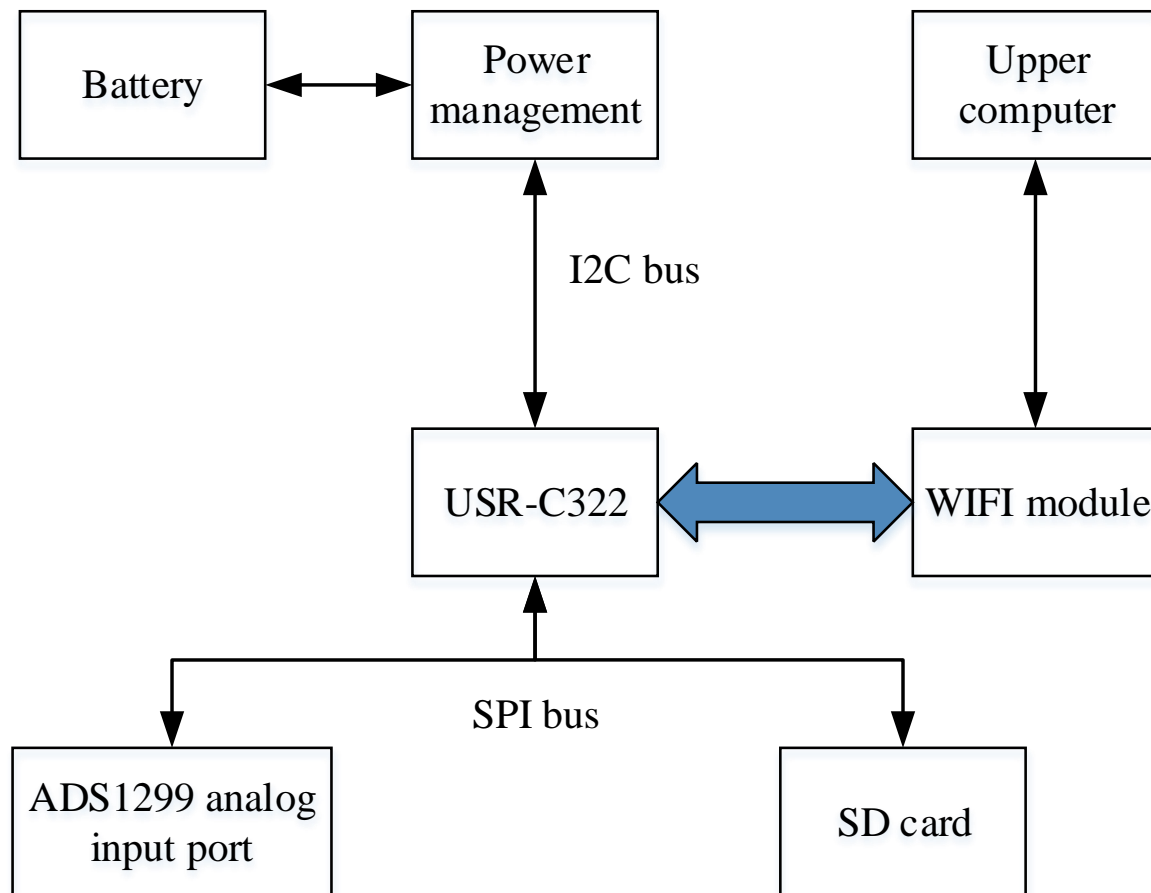 Battery
Power
management
Upper
computer
I2C bus
USR-C322
WIFI module
SPI bus
ADS1299 analog
input port
SD card